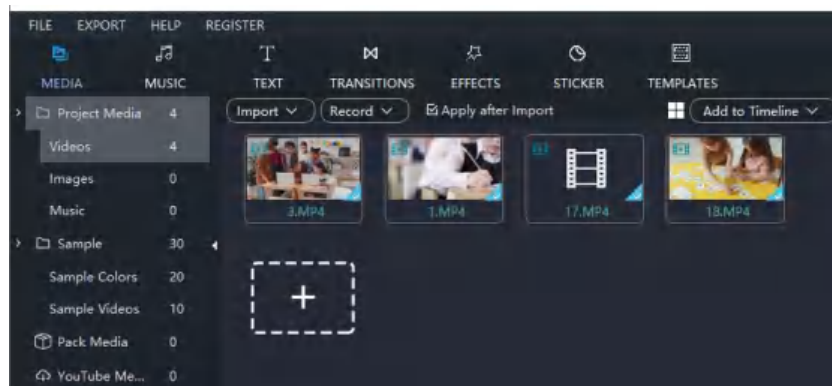 FILE EXPORT HELP REGISTER
MEDIA MUSIC TEXT TRANSITIONS EFFECTS STICKER TEMPLATES
Project Media 4
Import Record Apply after Import Add to Timeline
Videos 4
Images 0
Music 0
3.MP4 1.MP4 17.MP4 18.MP4
Sample 30
Sample Colors 20
Sample Videos 10
Pack Media 0
YouTube Me... 0